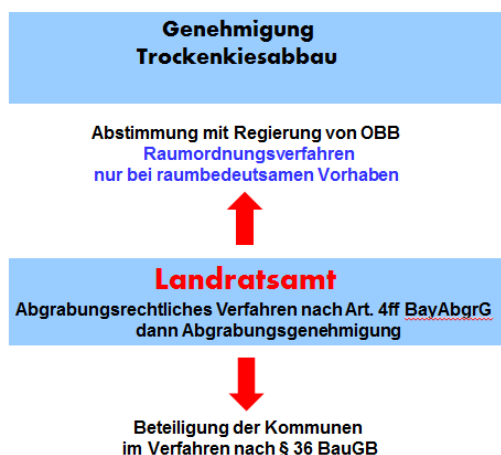 Genehmigung
Trockenkiesabbau
Abstimmung mit Regierung von OBB
Raumordnungsverfahren
nur bei raumbedeutsamen Vorhaben
Landratsamt
Abgrabungsrechtliches Verfahren nach Art. 4ff BayAbgrG
dann Abgrabungsgenehmigung
Beteiligung der Kommunen
im Verfahren nach § 36 BauGB